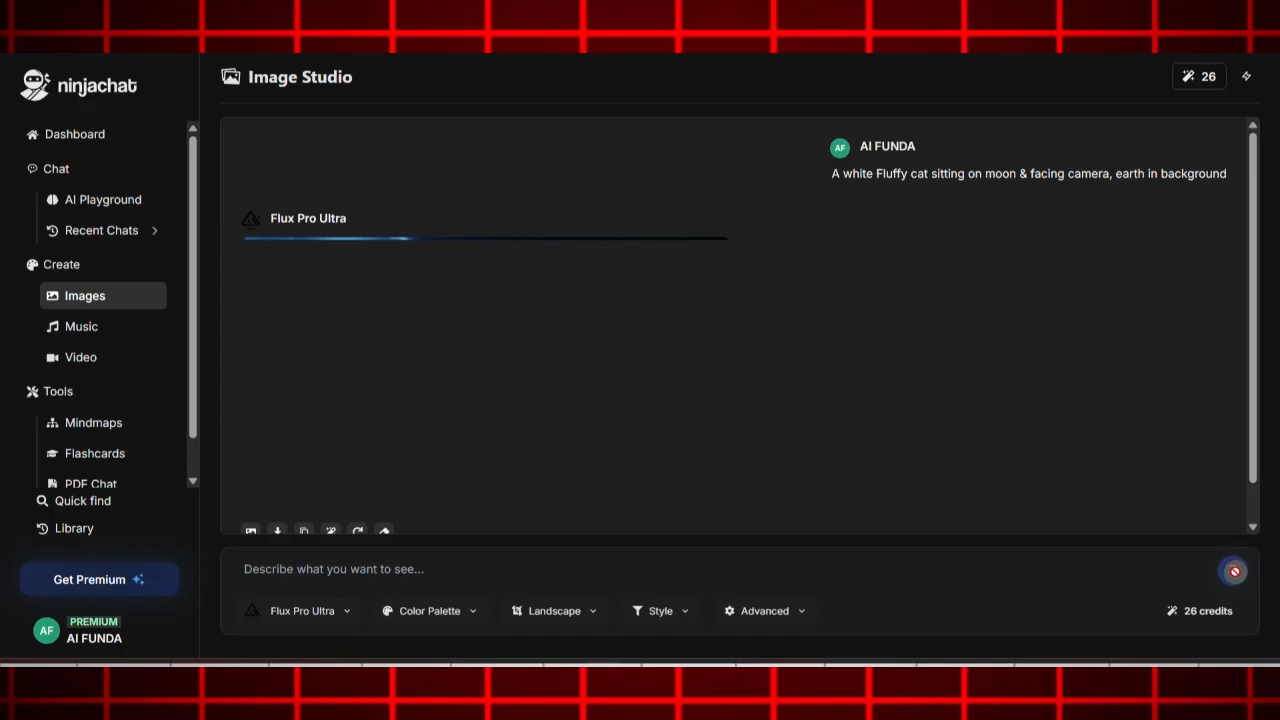 ninjachat
Dashboard
Chat
AI Playground
Recent Chats
Create
Images
Music
Video
Tools
Mindmaps
Flashcards
PDF Chat
Quick find
Library
Get Premium
AF
PREMIUM
AI FUNDA
Image Studio
26
AF
AI FUNDA
A white Fluffy cat sitting on moon & facing camera, earth in background
Flux Pro Ultra
Describe what you want to see...
Flux Pro Ultra
Color Palette
Landscape
Style
Advanced
26 credits